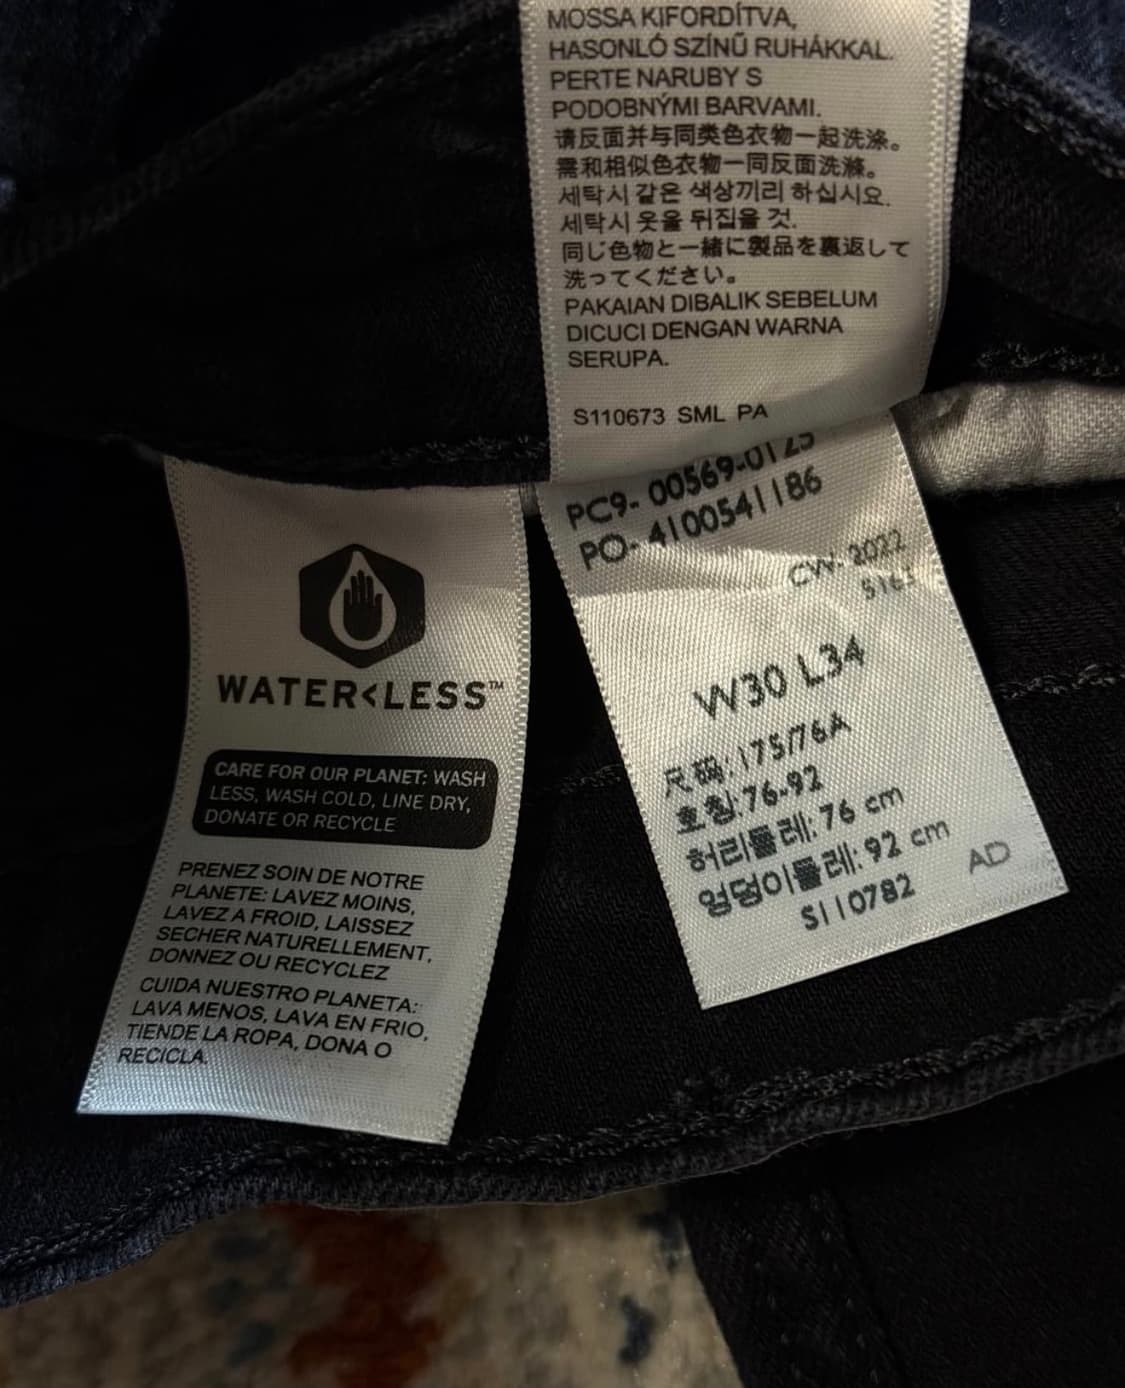 MOSSA KIFORDÍTVA,
HASONLÓ SZÍNŰ RUHÁKKAL.
PERTE NARUBY S
PODOBNÝMI BARVAMI.
请反面并与同类色衣物一起洗涤。
需和相似色衣物一同反面洗滌。
세탁시 같은 색상끼리 하십시요.
세탁시 옷을 뒤집을 것.
同じ色物と一緒に製品を裏返して
洗ってください。
PAKAIAN DIBALIK SEBELUM
DICUCI DENGAN WARNA
SERUPA.
S110673 SML PA
WATER<LESS™
CARE FOR OUR PLANET: WASH
LESS, WASH COLD, LINE DRY,
DONATE OR RECYCLE
PRENEZ SOIN DE NOTRE
PLANETE: LAVEZ MOINS,
LAVEZ A FROID, LAISSEZ
SECHER NATURELLEMENT,
DONNEZ OU RECYCLEZ
CUIDA NUESTRO PLANETA:
LAVA MENOS, LAVA EN FRIO,
TIENDE LA ROPA, DONA O
RECICLA.
PC9- 00569-0125
PO- 4100541186
CW- 2022
S165
W30 L34
尺码:175/76A
호칭:76-92
허리둘레: 76 cm
엉덩이둘레: 92 cm
S110782
AD